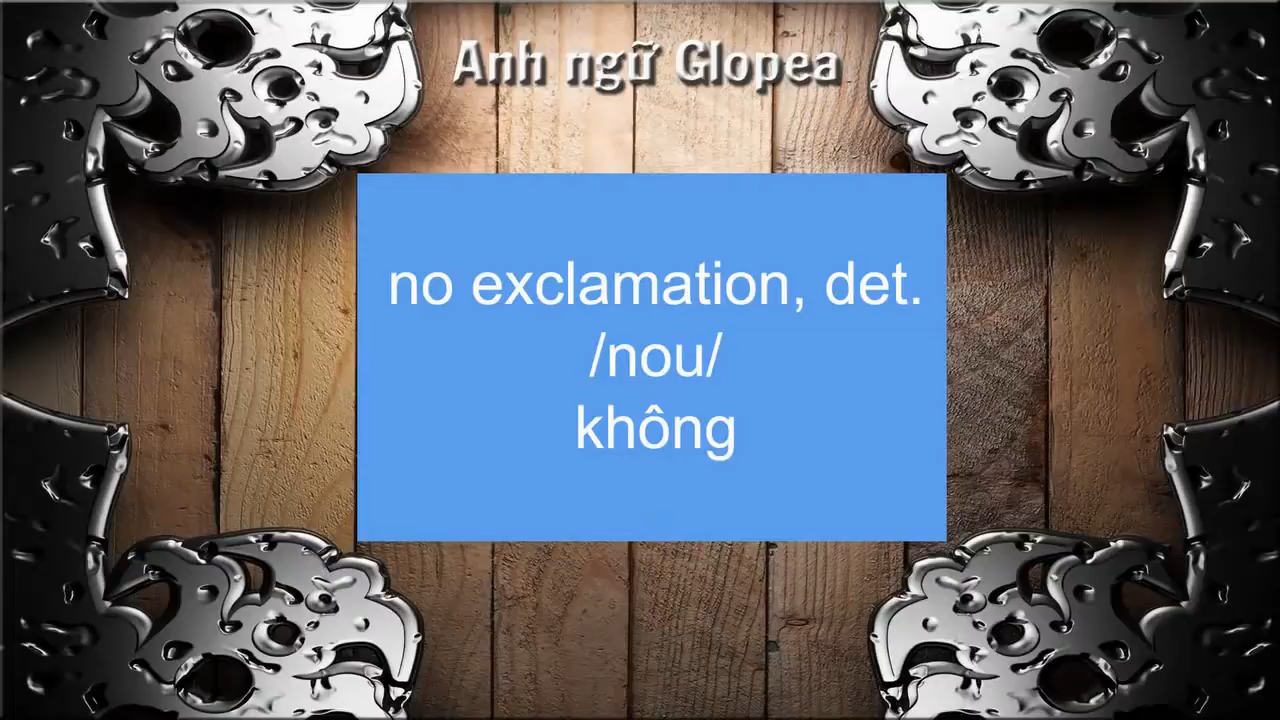 Anh ngữ Glopea
no exclamation, det.
/nou/
không